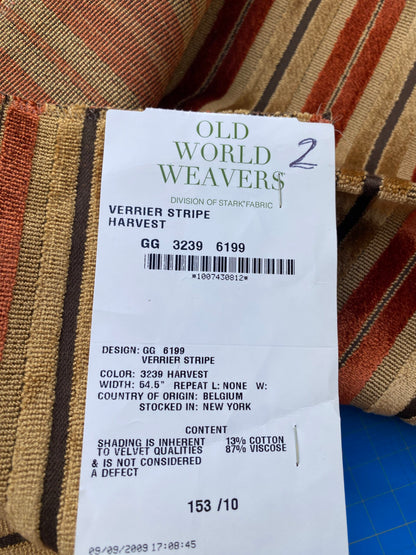 OLD
WORLD
WEAVERS
2
DIVISION OF STARK FABRIC
VERRIER STRIPE
HARVEST
GG 3239 6199
*1007430812*
DESIGN: GG 6199
VERRIER STRIPE
COLOR: 3239 HARVEST
WIDTH: 54.5" REPEAT L: NONE W:
COUNTRY OF ORIGIN: BELGIUM
STOCKED IN: NEW YORK
CONTENT
SHADING IS INHERENT 13% COTTON
TO VELVET QUALITIES 87% VISCOSE
& IS NOT CONSIDERED
A DEFECT
153 /10
09/09/2009 17:08:45